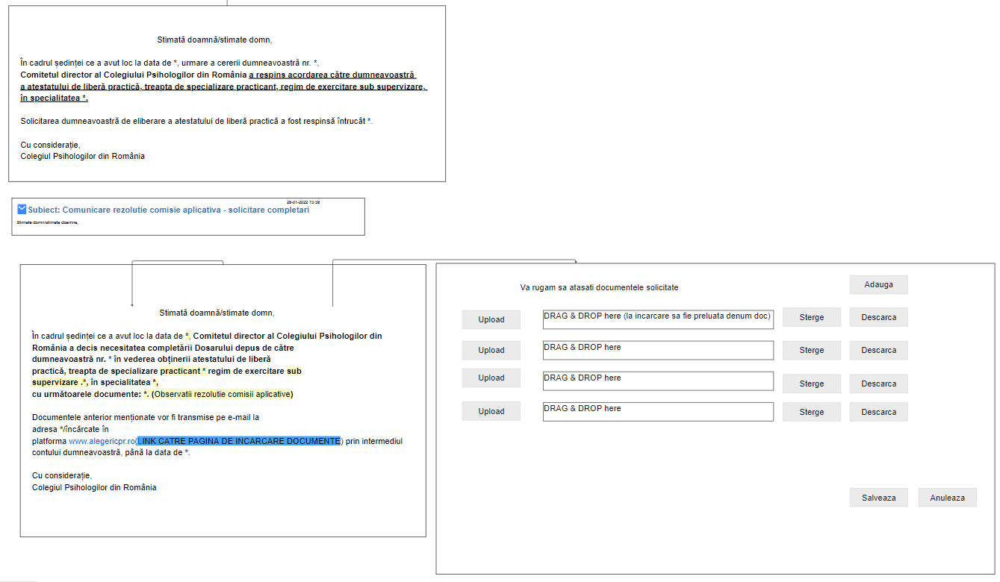 Stimată doamnă/stimate domn,
În cadrul ședinței ce a avut loc la data de *, urmare a cererii dumneavoastră nr. *,
Comitetul director al Colegiului Psihologilor din România a respins acordarea către dumneavoastră
a atestatului de liberă practică, treapta de specializare practicant, regim de exercitare sub supervizare,
în specialitatea *.
Solicitarea dumneavoastră de eliberare a atestatului de liberă practică a fost respinsă întrucât *.
Cu considerație,
Colegiul Psihologilor din România
28-01-2022 13:38
Subiect: Comunicare rezolutie comisie aplicativa - solicitare completari
Stimate domn/stimata doamna,
Stimată doamnă/stimate domn,
În cadrul ședinței ce a avut loc la data de *, Comitetul director al Colegiului Psihologilor din
România a decis necesitatea completării Dosarului depus de către
dumneavoastră nr. * în vederea obținerii atestatului de liberă
practică, treapta de specializare practicant * regim de exercitare sub
supervizare .*, în specialitatea *,
cu următoarele documente: *. (Observatii rezolutie comisii aplicative)
Documentele anterior menționate vor fi transmise pe e-mail la
adresa */încărcate în
platforma www.alegericpr.ro(LINK CATRE PAGINA DE INCARCARE DOCUMENTE) prin intermediul
contului dumneavoastră, până la data de *.
Cu considerație,
Colegiul Psihologilor din România
Va rugam sa atasati documentele solicitate
Adauga
Upload DRAG & DROP here (la incarcare sa fie preluata denum doc) Sterge Descarca
Upload DRAG & DROP here Sterge Descarca
Upload DRAG & DROP here Sterge Descarca
Upload DRAG & DROP here Sterge Descarca
Salveaza Anuleaza